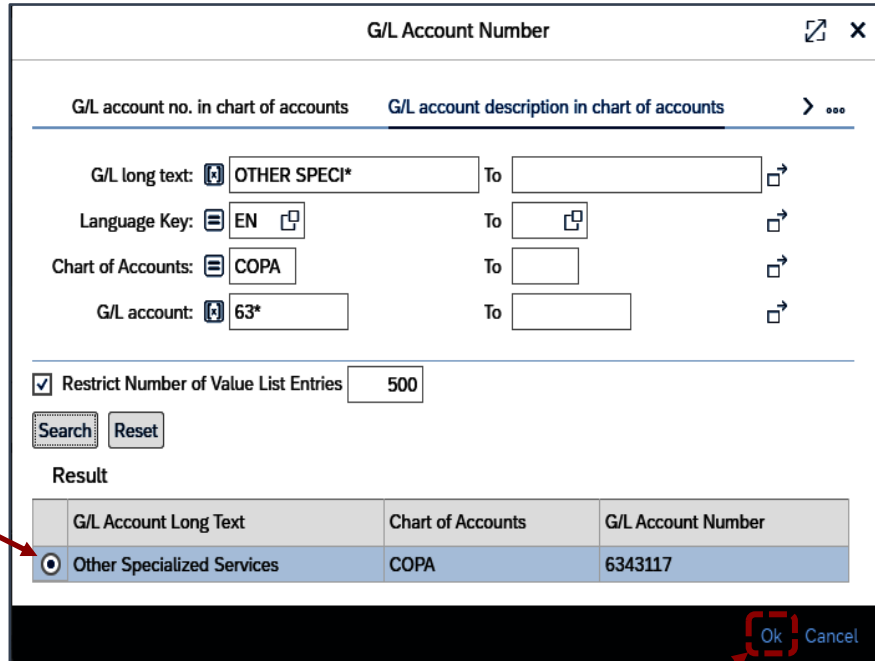 G/L Account Number
G/L account no. in chart of accounts G/L account description in chart of accounts
G/L long text: OTHER SPECI* To
Language Key: EN To
Chart of Accounts: COPA To
G/L account: 63* To
Restrict Number of Value List Entries 500
Search Reset
Result
G/L Account Long Text Chart of Accounts G/L Account Number
Other Specialized Services COPA 6343117
Ok Cancel